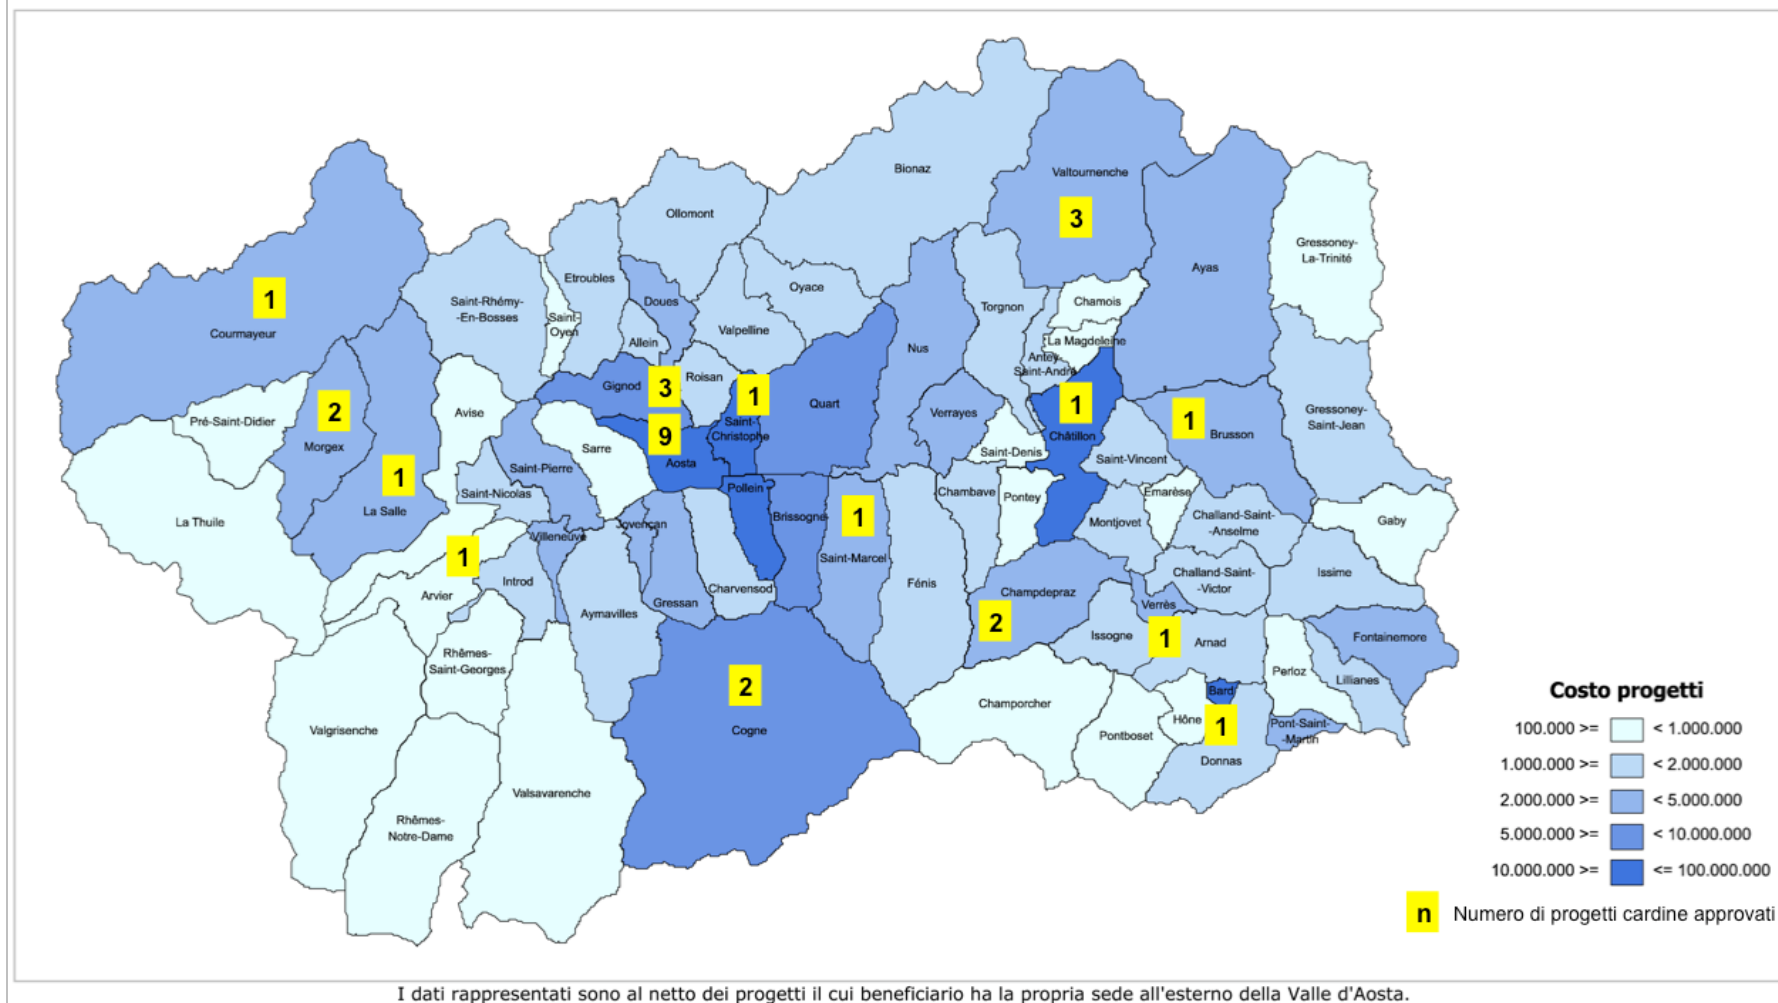 Bionaz
Valtournenche
3
Ollomont
Gressoney-
La-Trinité
Ayas
Etroubles
Oyace
1
Courmayeur
Saint-Rhémy-
-En-Bosses
Saint-
Oyen
Doues
Chamois
Torgnon
Valpelline
Allein
La Magdeleine
Nus
Antey-
Saint-André
Gignod
3
Roisan
1
Quart
1
Châtillon
2
Morgex
Pré-Saint-Didier
Avise
Verrayes
1
Brusson
Gressoney-
Saint-Jean
Saint-
Christophe
9
Aosta
Sarre
Saint-Denis
Saint-Vincent
Saint-Pierre
1
La Salle
Saint-Nicolas
Pollein
Chambave
Pontey
Emarèse
La Thuile
Brissogne
1
Saint-Marcel
Montjovet
Challand-Saint-
-Anselme
Gaby
Jovençan
Villeneuve
1
Arvier
Introd
Fénis
Challand-Saint-
-Victor
Issime
Aymavilles
Gressan
Charvensod
Champdepraz
2
Verrès
Issogne
1
Arnad
Fontainemore
Rhêmes-
Saint-Georges
Perloz
Lillianes
2
Cogne
Champorcher
Bard
Hône
1
Pont-Saint-
-Martin
Valgrisenche
Pontboset
Donnas
Valsavarenche
Rhêmes-
Notre-Dame
Costo progetti
100.000 >= < 1.000.000
1.000.000 >= < 2.000.000
2.000.000 >= < 5.000.000
5.000.000 >= < 10.000.000
10.000.000 >= <= 100.000.000
n Numero di progetti cardine approvati
I dati rappresentati sono al netto dei progetti il cui beneficiario ha la propria sede all'esterno della Valle d'Aosta.